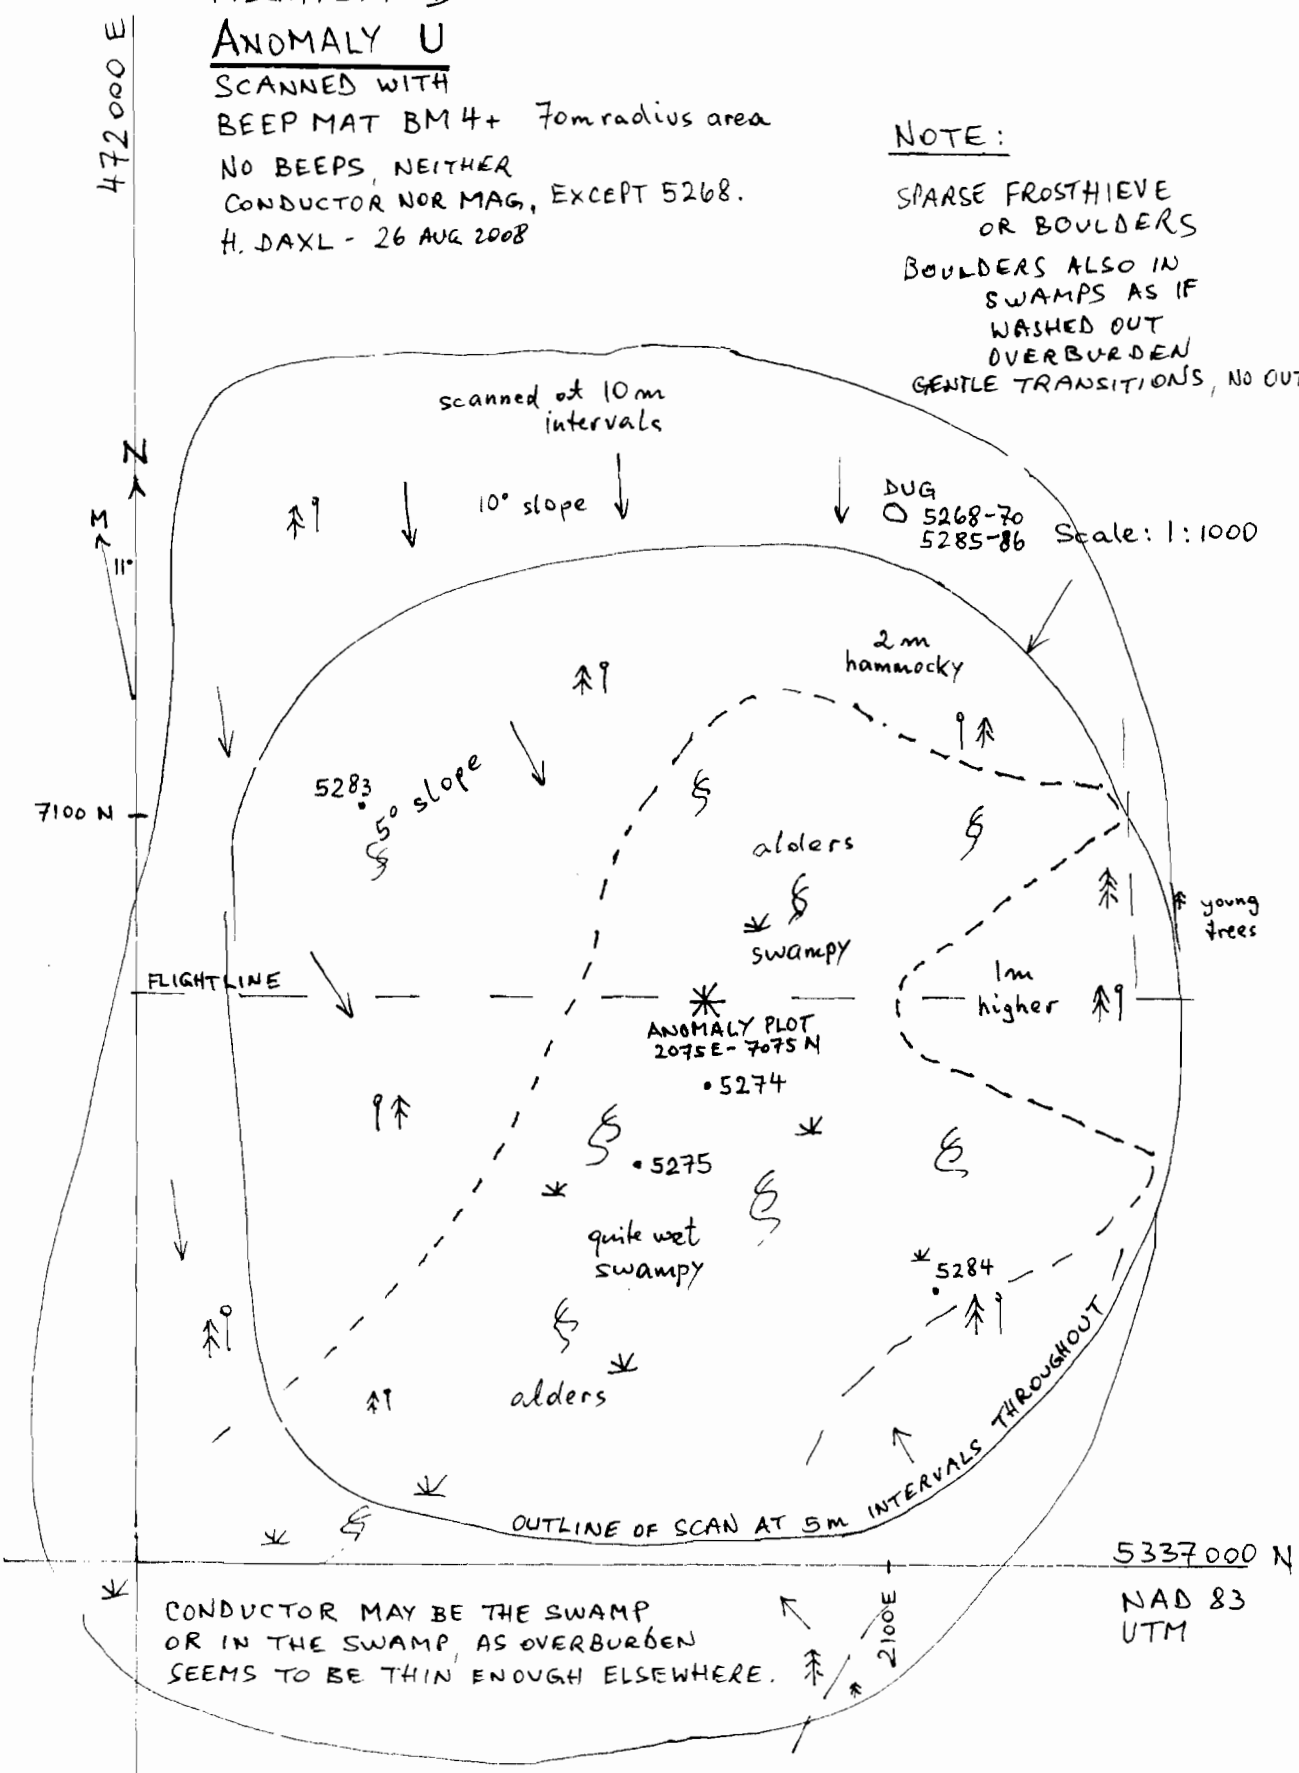 ANOMALY U
SCANNED WITH
BEEP MAT BM 4+ 70m radius area
NO BEEPS, NEITHER
CONDUCTOR NOR MAG, EXCEPT 5268.
H. DAXL - 26 AUG 2008
472000 E
NOTE:
SPARSE FROSTHIEVE
OR BOULDERS
BOULDERS ALSO IN
SWAMPS AS IF
WASHED OUT
OVERBURDEN
GENTLE TRANSITIONS, NO OUT
scanned at 10 m
intervals
N
M
11°
10° slope
DUG
5268-70
5285-86
Scale: 1:1000
2 m
hammocky
5283
5° slope
7100 N
alders
swampy
young
trees
FLIGHTLINE
1m
higher
ANOMALY PLOT
2075E - 7075 N
5274
5275
quite wet
swampy
5284
alders
OUTLINE OF SCAN AT 5m INTERVALS THROUGHOUT
5337000 N
NAD 83
UTM
2100E
CONDUCTOR MAY BE THE SWAMP
OR IN THE SWAMP, AS OVERBURDEN
SEEMS TO BE THIN ENOUGH ELSEWHERE.